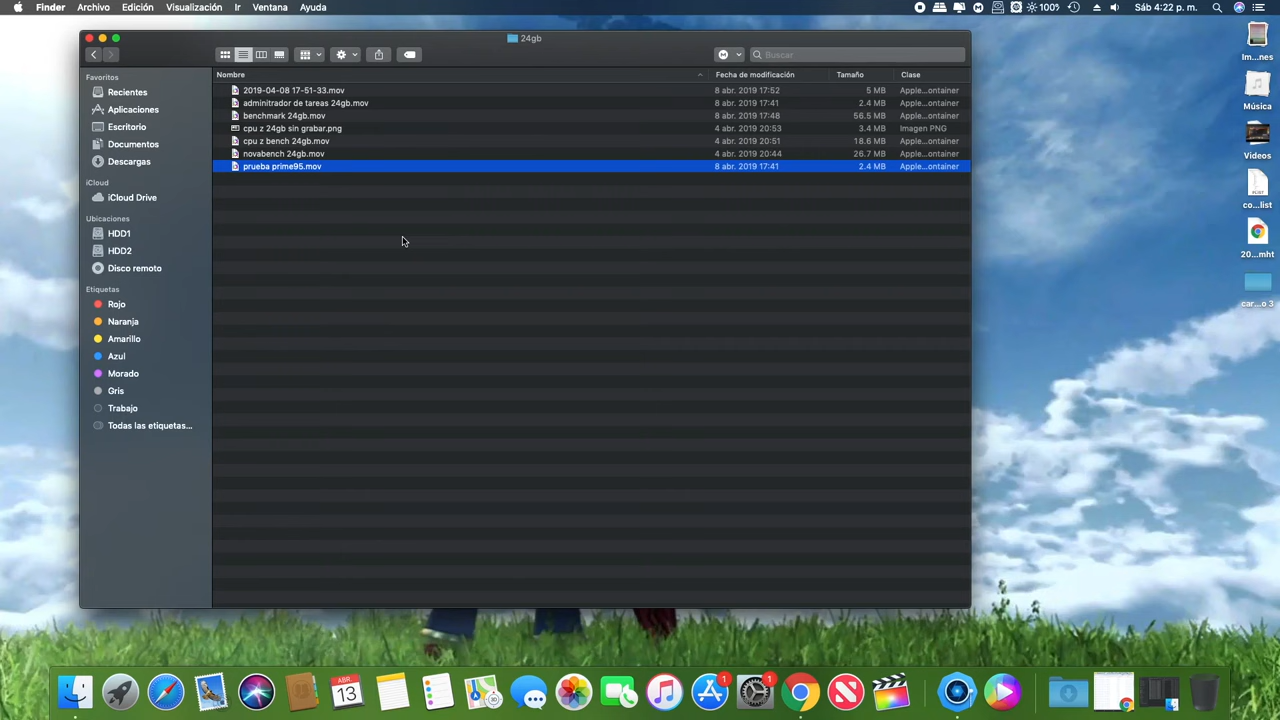 Finder Archivo Edición Visualización Ir Ventana Ayuda 100% Sáb 4:22 p. m.
24gb
Buscar
Favoritos
Recientes
Aplicaciones
Escritorio
Documentos
Descargas
iCloud
iCloud Drive
Ubicaciones
HDD1
HDD2
Disco remoto
Etiquetas
Rojo
Naranja
Amarillo
Azul
Morado
Gris
Trabajo
Todas las etiquetas...
Nombre Fecha de modificación Tamaño Clase
2019-04-08 17-51-33.mov 8 abr. 2019 17:52 5 MB Apple...ontainer
adminitrador de tareas 24gb.mov 8 abr. 2019 17:41 2.4 MB Apple...ontainer
benchmark 24gb.mov 8 abr. 2019 17:48 56.5 MB Apple...ontainer
cpu z 24gb sin grabar.png 4 abr. 2019 20:53 3.4 MB Imagen PNG
cpu z bench 24gb.mov 4 abr. 2019 20:51 18.6 MB Apple...ontainer
novabench 24gb.mov 4 abr. 2019 20:44 26.7 MB Apple...ontainer
prueba prime95.mov 8 abr. 2019 17:41 2.4 MB Apple...ontainer
Im...nes
Música
Videos
co...list
20...mht
car...o 3
ABR.
13
1
1